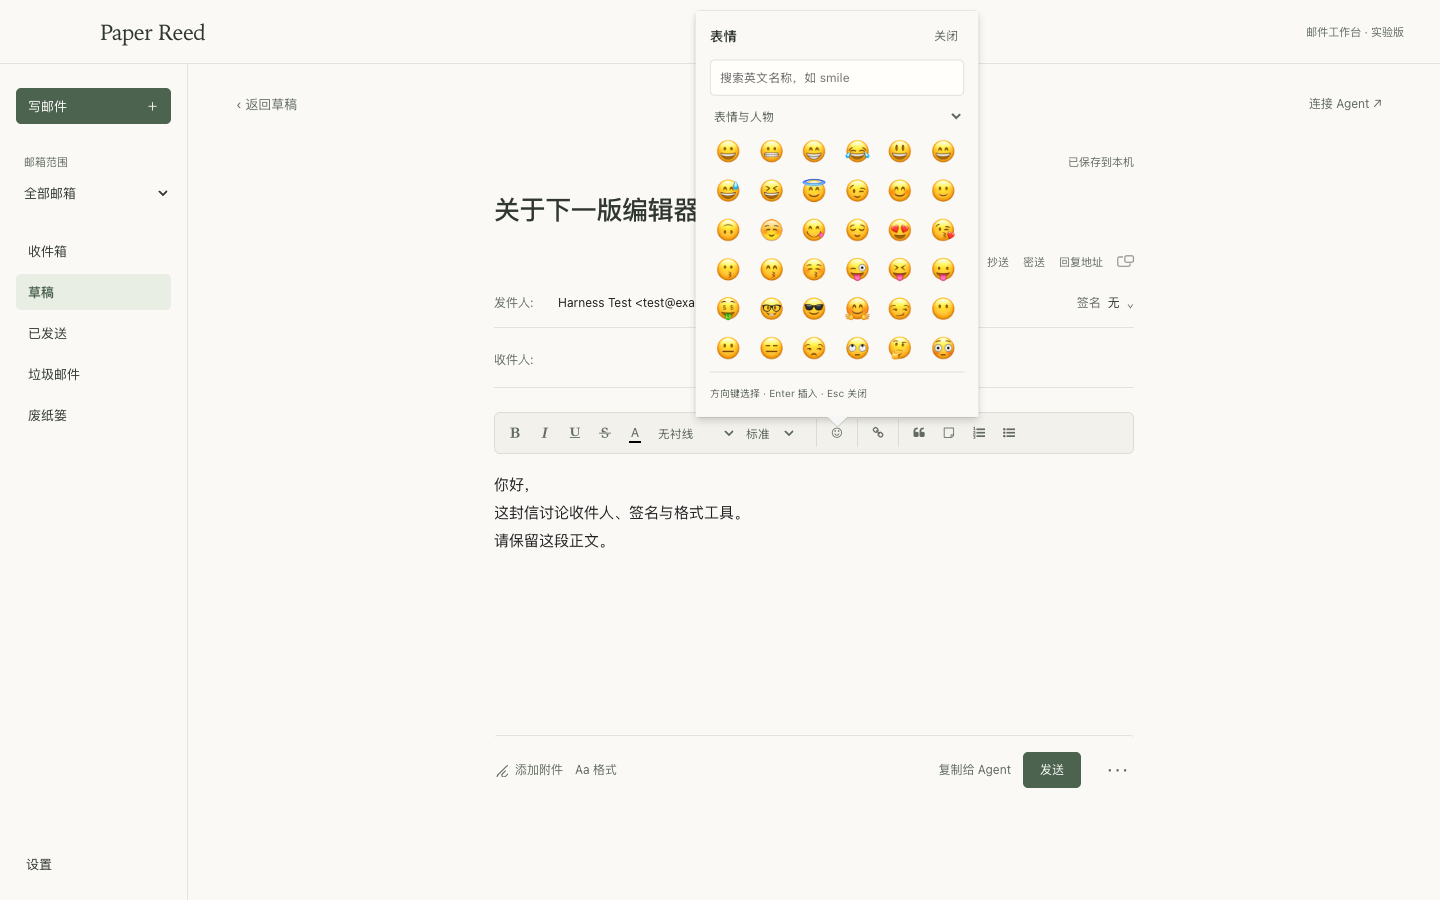 Paper Reed
邮件工作台 · 实验版
写邮件 +
邮箱范围
全部邮箱
收件箱
草稿
已发送
垃圾邮件
废纸篓
设置
‹ 返回草稿
连接 Agent ↗
已保存到本机
关于下一版编辑器
抄送 密送 回复地址
发件人: Harness Test <test@exa
签名 无
收件人:
表情
关闭
搜索英文名称，如 smile
表情与人物
方向键选择 · Enter 插入 · Esc 关闭
B I U S A 无衬线 标准
你好，
这封信讨论收件人、签名与格式工具。
请保留这段正文。
添加附件 Aa 格式
复制给 Agent 发送 ···